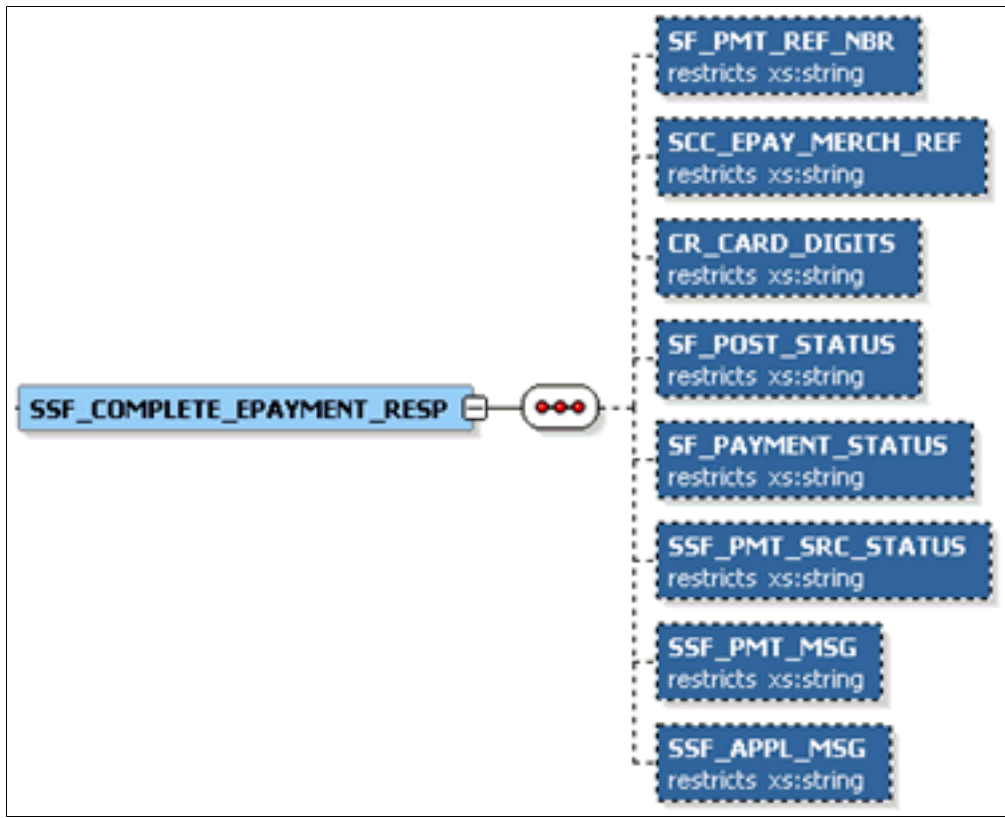 SF_PMT_REF_NBR
restricts xs:string
SCC_EPAY_MERCH_REF
restricts xs:string
CR_CARD_DIGITS
restricts xs:string
SF_POST_STATUS
restricts xs:string
SSF_COMPLETE_EPAYMENT_RESP
SF_PAYMENT_STATUS
restricts xs:string
SSF_PMT_SRC_STATUS
restricts xs:string
SSF_PMT_MSG
restricts xs:string
SSF_APPL_MSG
restricts xs:string